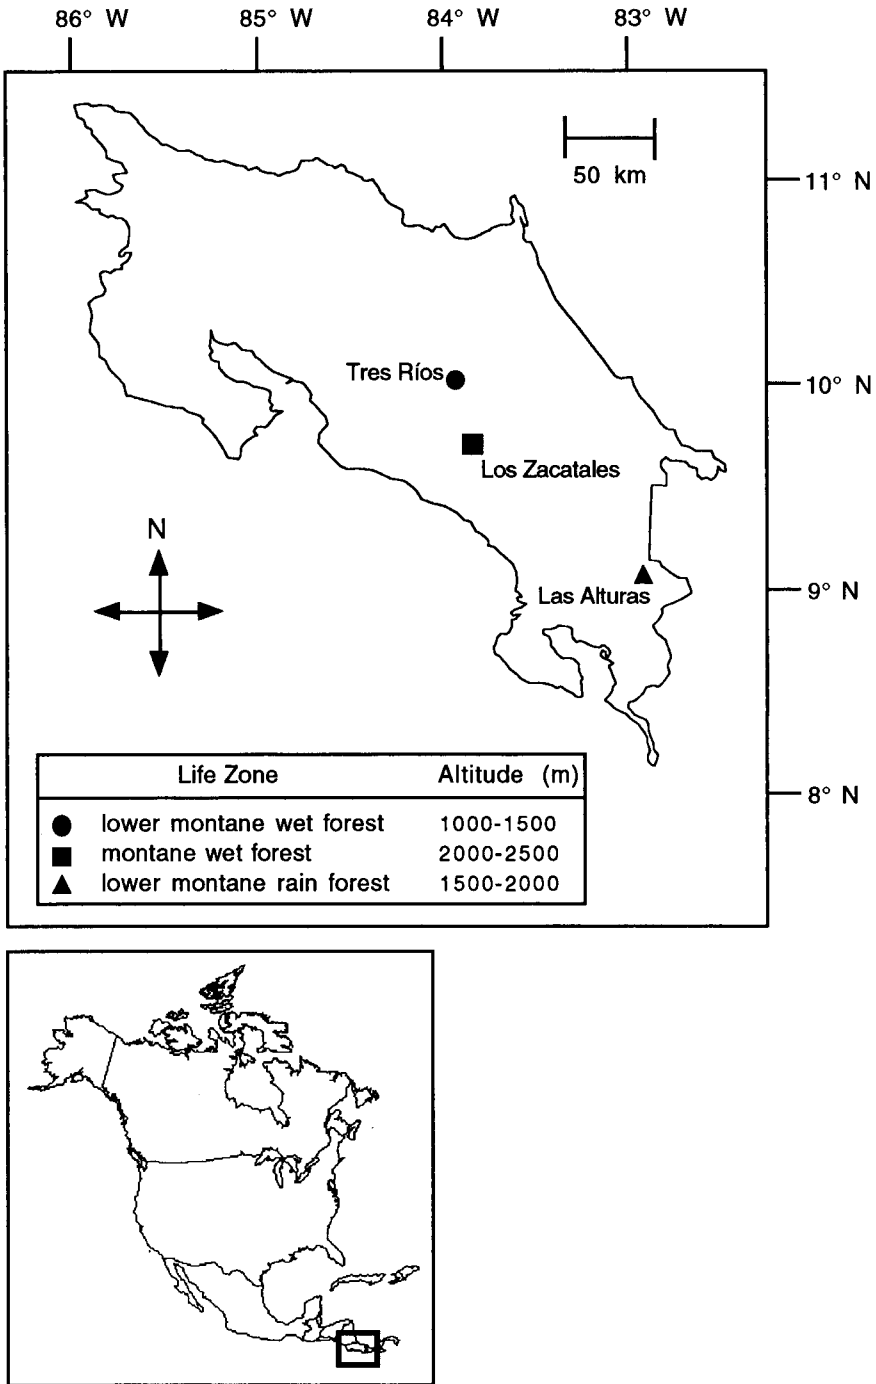 86° W 85° W 84° W 83° W
50 km
11° N
Tres Ríos
10° N
Los Zacatales
N
9° N
Las Alturas
Life Zone Altitude (m)
8° N
lower montane wet forest 1000-1500
montane wet forest 2000-2500
lower montane rain forest 1500-2000